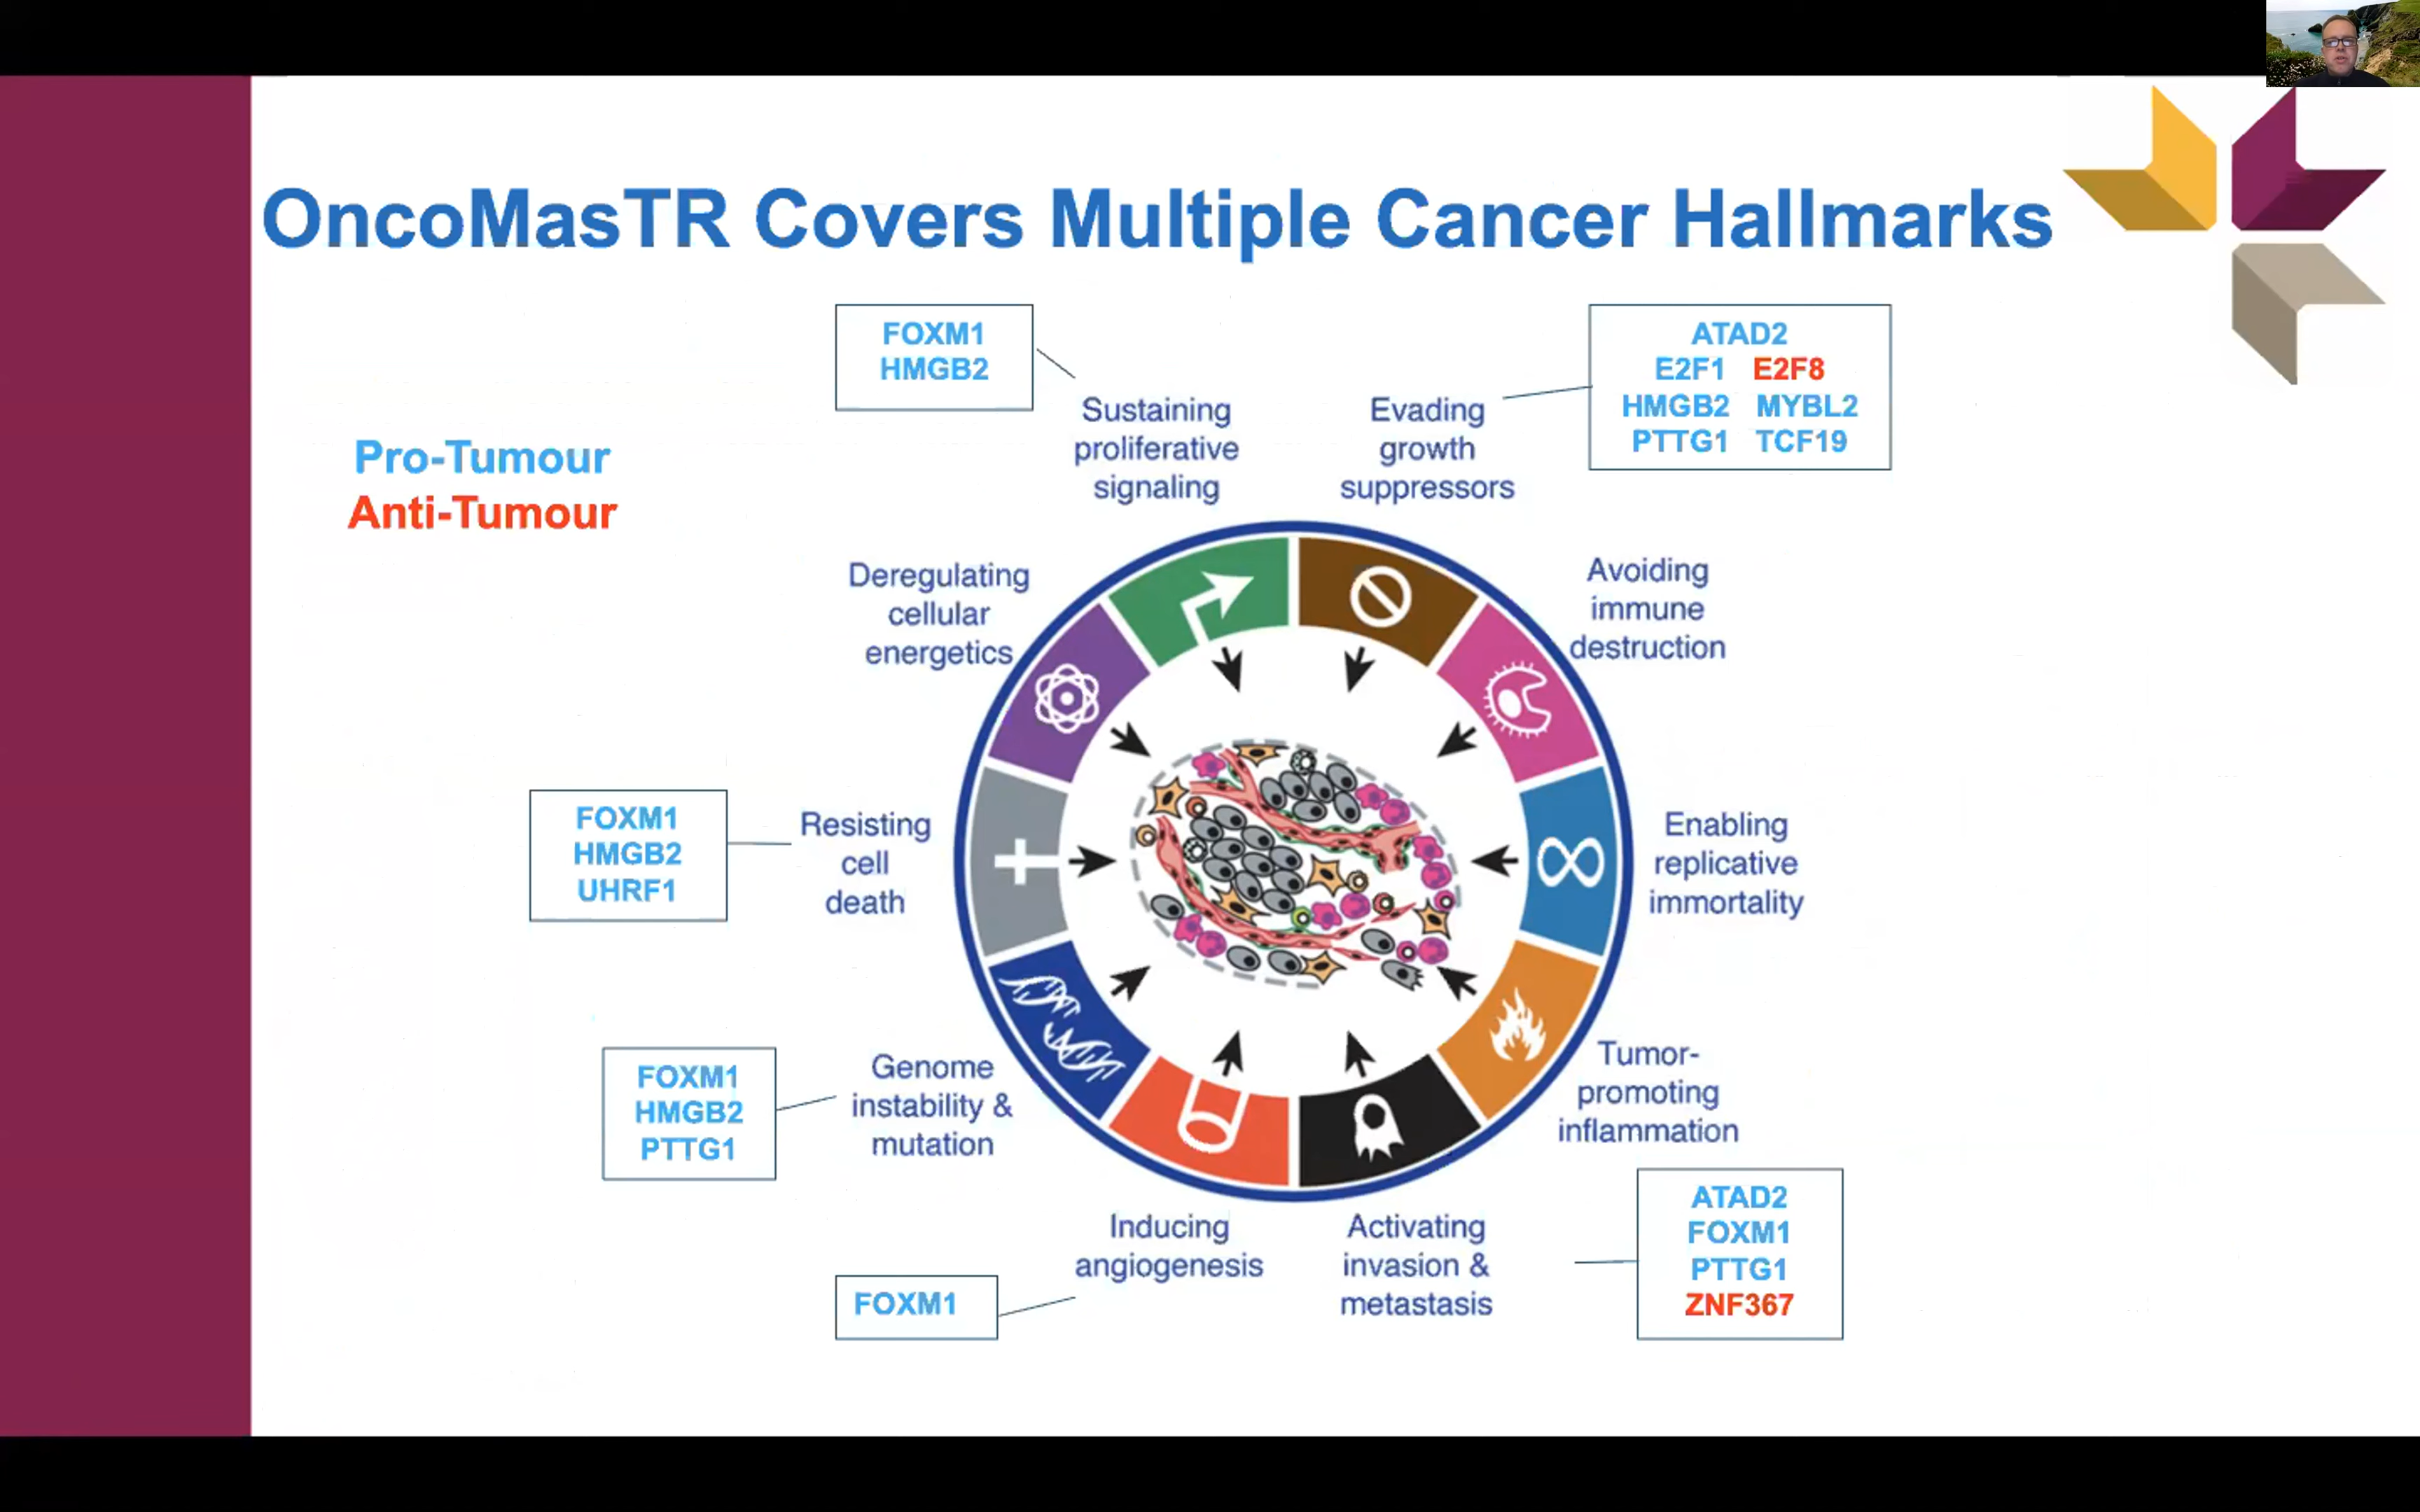 OncoMasTR Covers Multiple Cancer Hallmarks
Pro-Tumour
Anti-Tumour
FOXM1
HMGB2
Sustaining
proliferative
signaling
ATAD2
E2F1 E2F8
HMGB2 MYBL2
PTTG1 TCF19
Evading
growth
suppressors
Deregulating
cellular
energetics
Avoiding
immune
destruction
FOXM1
HMGB2
UHRF1
Resisting
cell
death
Enabling
replicative
immortality
FOXM1
HMGB2
PTTG1
Genome
instability &
mutation
Tumor-
promoting
inflammation
FOXM1
Inducing
angiogenesis
Activating
invasion &
metastasis
ATAD2
FOXM1
PTTG1
ZNF367